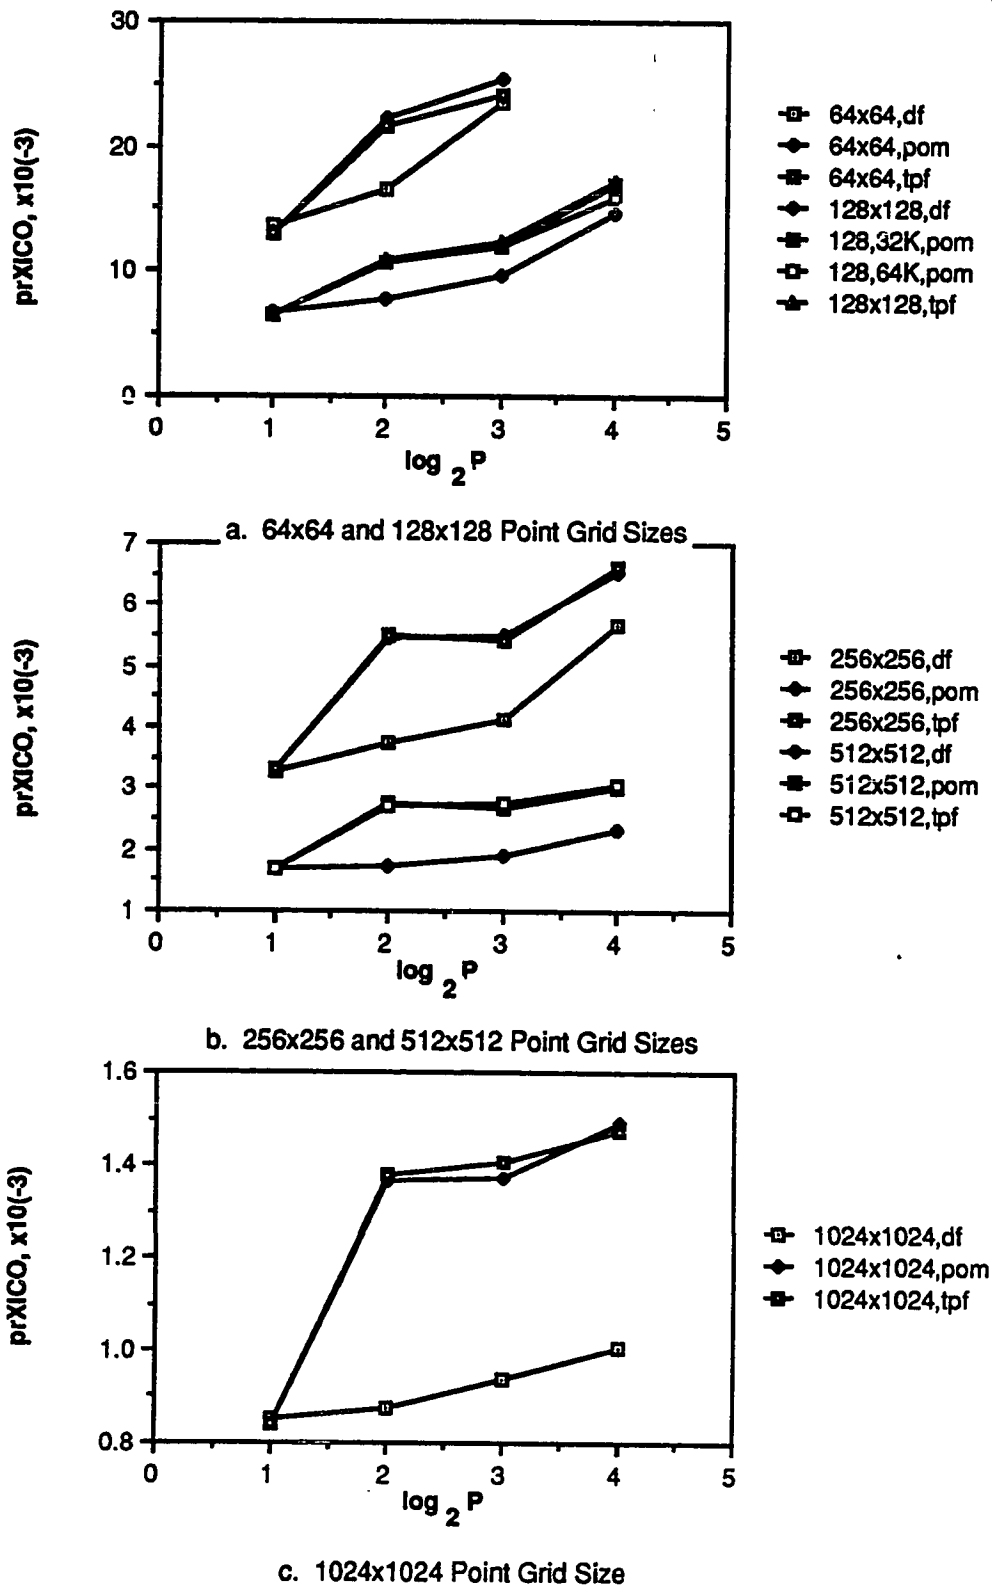 30
20
10
0
prXICO, x10(-3)
0 1 2 3 4 5
log 2 P
64x64,df
64x64,pom
64x64,tpf
128x128,df
128,32K,pom
128,64K,pom
128x128,tpf
a. 64x64 and 128x128 Point Grid Sizes
7
6
5
4
3
2
1
prXICO, x10(-3)
0 1 2 3 4 5
log 2 P
256x256,df
256x256,pom
256x256,tpf
512x512,df
512x512,pom
512x512,tpf
b. 256x256 and 512x512 Point Grid Sizes
1.6
1.4
1.2
1.0
0.8
prXICO, x10(-3)
0 1 2 3 4 5
log 2 P
1024x1024,df
1024x1024,pom
1024x1024,tpf
c. 1024x1024 Point Grid Size